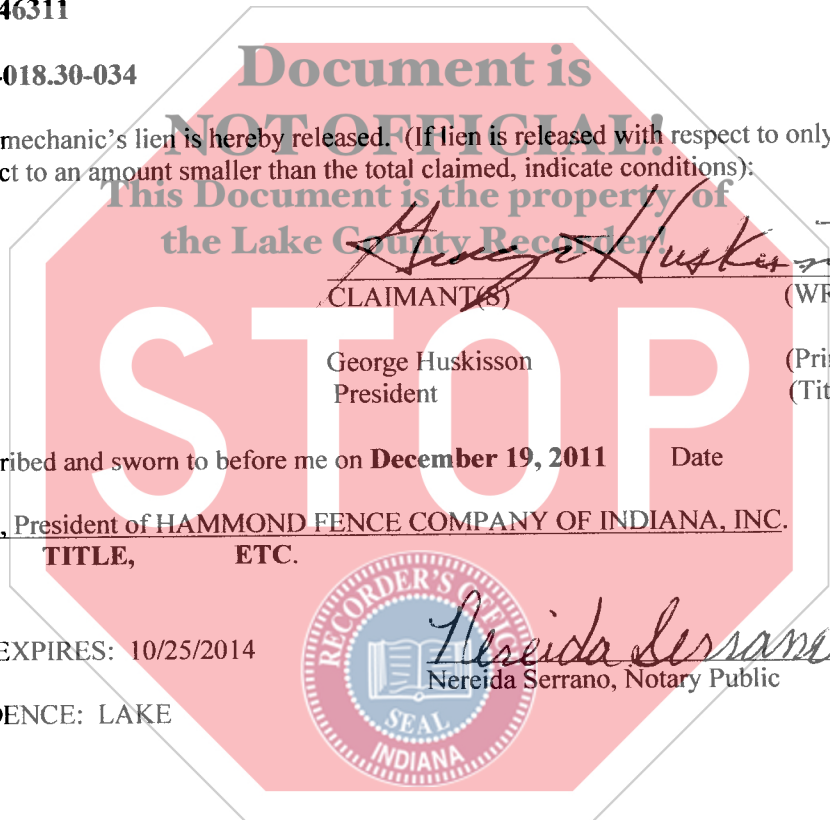 46311
Document is
-018.30-034
NOT OFFICIAL!
mechanic's lien is hereby released. (If lien is released with respect to only
ct to an amount smaller than the total claimed, indicate conditions):
This Document is the property of
the Lake County Recorder!
George Huskisson
CLAIMANT(S) (WR
George Huskisson (Pri
President (Tit
STOP
ribed and sworn to before me on December 19, 2011 Date
, President of HAMMOND FENCE COMPANY OF INDIANA, INC.
TITLE, ETC.
RECORDER'S OFFICE
SEAL
INDIANA
Nereida Serrano
EXPIRES: 10/25/2014
Nereida Serrano, Notary Public
DENCE: LAKE